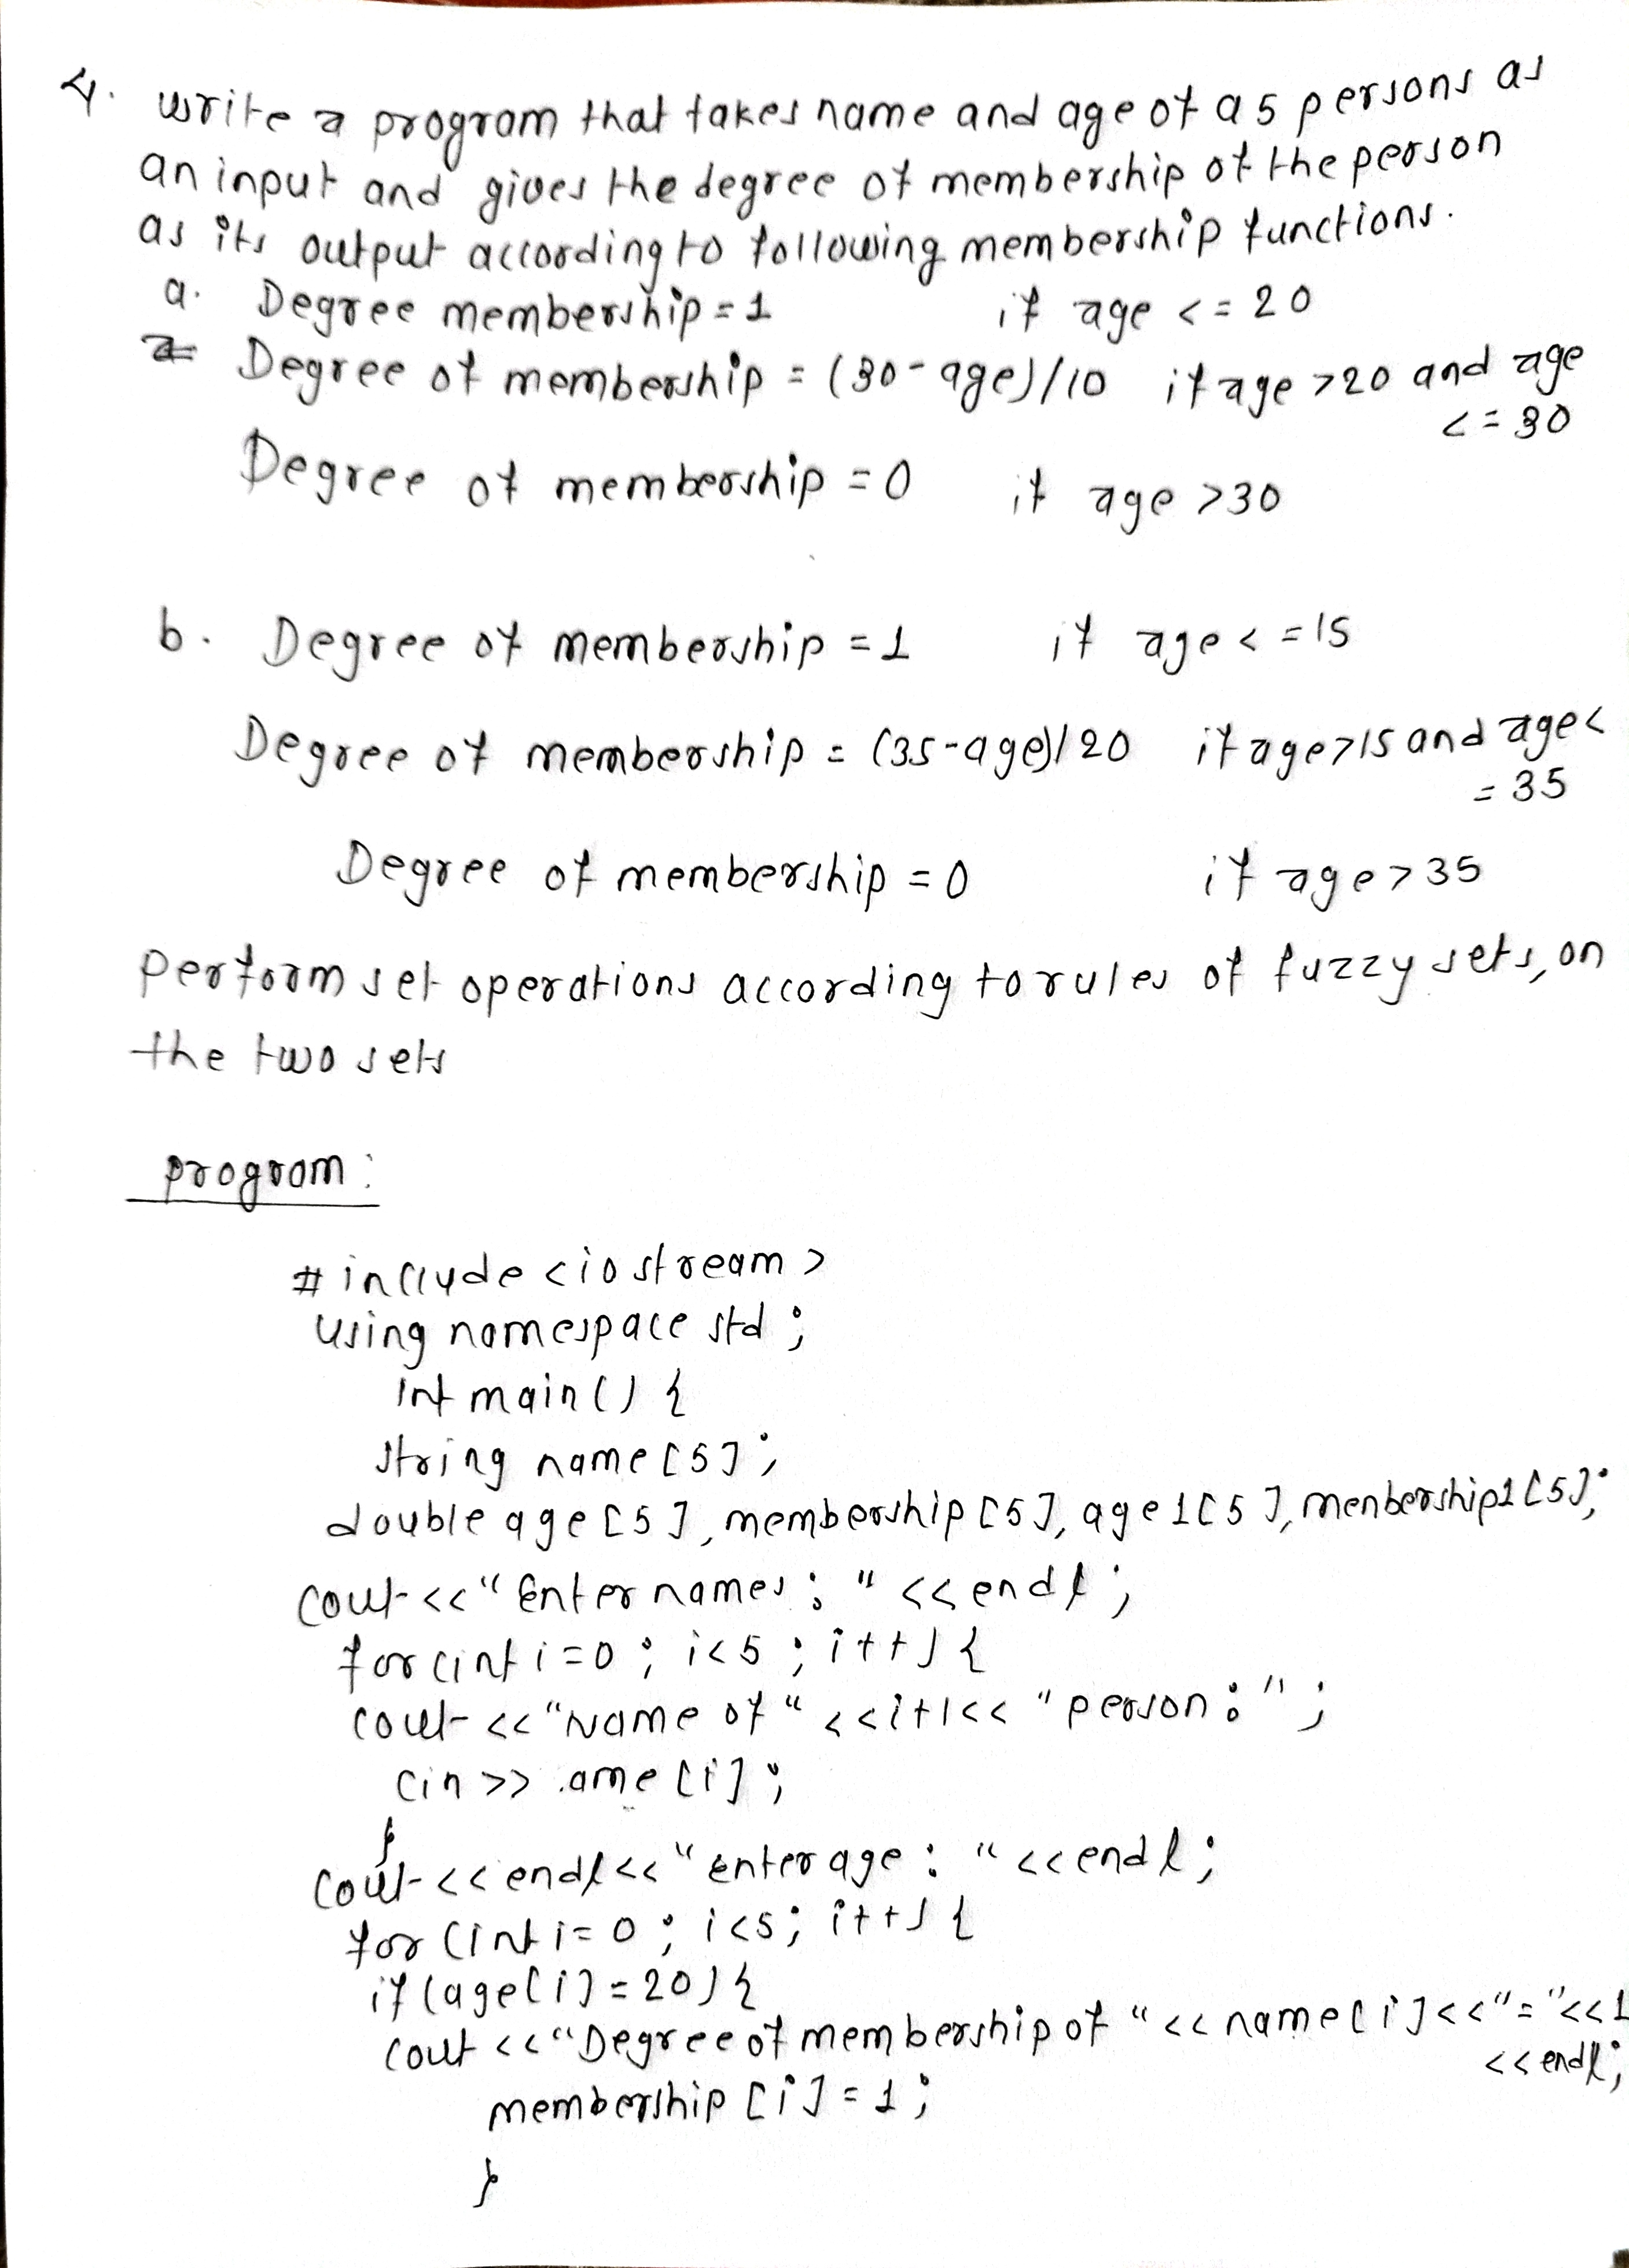 4. write a program that takes name and age of a 5 persons as
an input and gives the degree of membership of the person
as its output according to following membership functions.
a. Degree membership = 1 if age <= 20
Degree of membership = (30-age)/10 if age >20 and age
<= 30
Degree of membership = 0 if age >30
b. Degree of membership = 1 if age <= 15
Degree of membership = (35-age)/20 if age>15 and age<
= 35
Degree of membership = 0 if age>35
perform set operations according to rules of fuzzy sets, on
the two sets
program:
#include <iostream>
using namespace std;
int main() {
string name[5];
double age[5], membership[5], age1[5], menbership1[5];
cout<<"Enter names: "<<endl;
for(int i=0; i<5; i++) {
cout <<"Name of"<<i+1<< "person:";
cin >> ame[i];
}
cout<<endl<<"enter age: "<<endl;
for(int i=0; i<5; i++) {
if(age[i]=20) {
cout <<"Degree of membership of "<<name[i]<<"="<<1
<<endl;
membership[i]=1;
}